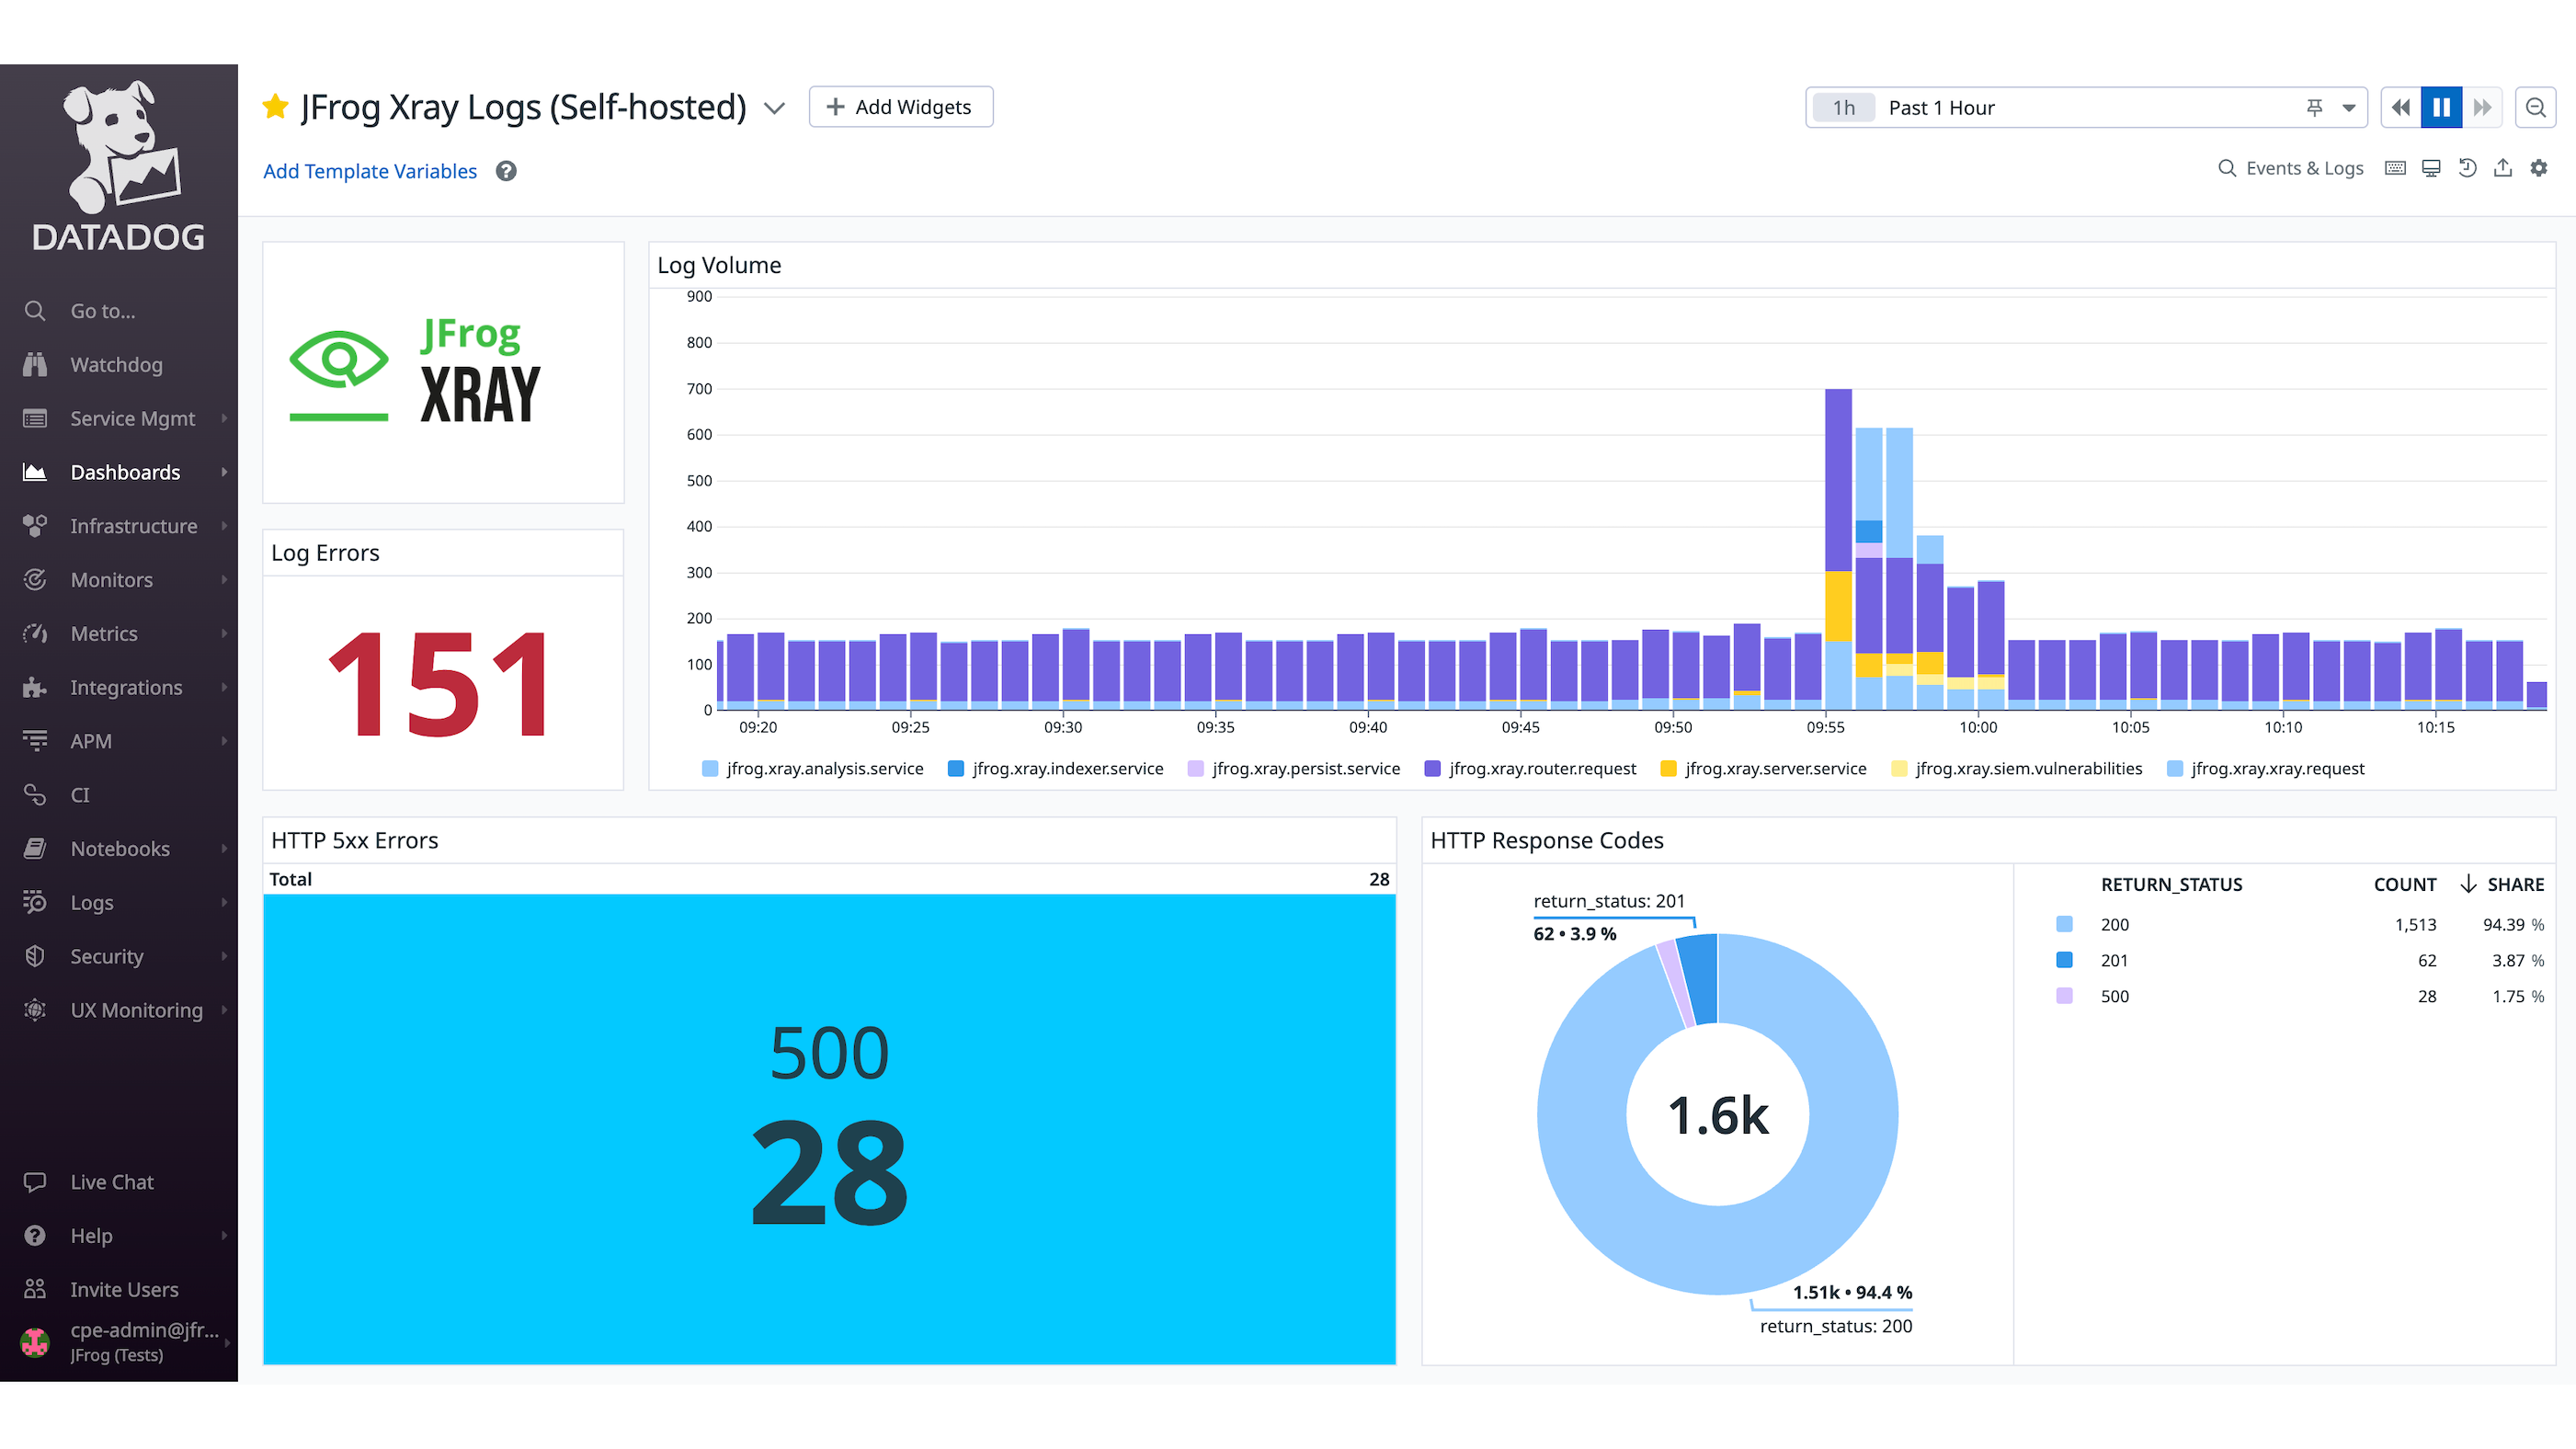 DATADOG
Go to...
Watchdog
Service Mgmt
Dashboards
Infrastructure
Monitors
Metrics
Integrations
APM
CI
Notebooks
Logs
Security
UX Monitoring
Live Chat
Help
Invite Users
cpe-admin@jfr...
JFrog (Tests)
JFrog Xray Logs (Self-hosted)
+ Add Widgets
1h Past 1 Hour
Add Template Variables ?
Events & Logs
JFrog
XRAY
Log Errors
151
Log Volume
900
800
700
600
500
400
300
200
100
0
09:20 09:25 09:30 09:35 09:40 09:45 09:50 09:55 10:00 10:05 10:10 10:15
jfrog.xray.analysis.service jfrog.xray.indexer.service jfrog.xray.persist.service jfrog.xray.router.request jfrog.xray.server.service jfrog.xray.siem.vulnerabilities jfrog.xray.xray.request
HTTP 5xx Errors
Total 28
500
28
HTTP Response Codes
return_status: 201
62 • 3.9 %
1.6k
1.51k • 94.4 %
return_status: 200
RETURN_STATUS COUNT SHARE
200 1,513 94.39 %
201 62 3.87 %
500 28 1.75 %